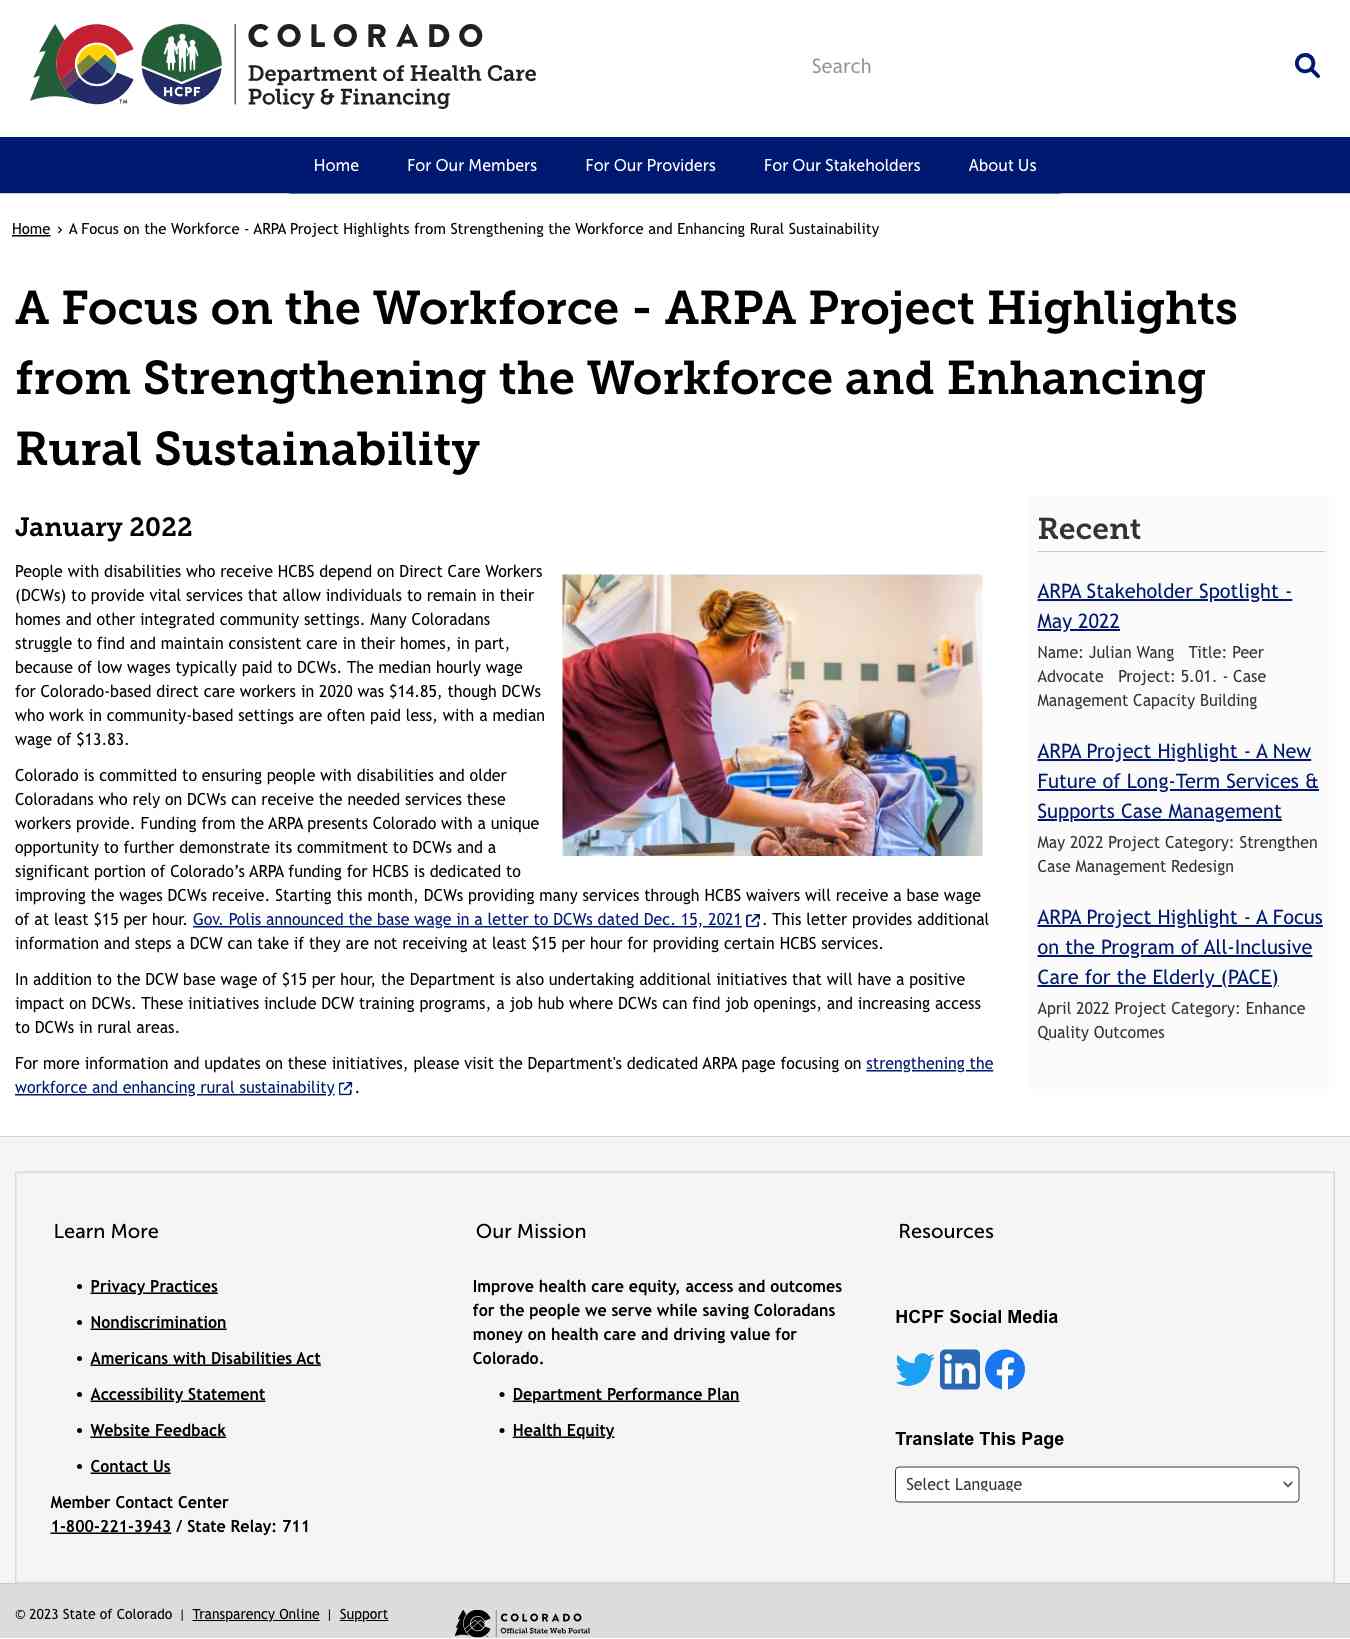 COLORADO
Department of Health Care
Policy & Financing
HCPF
TM
Search
Home
For Our Members
For Our Providers
For Our Stakeholders
About Us
Home › A Focus on the Workforce - ARPA Project Highlights from Strengthening the Workforce and Enhancing Rural Sustainability
A Focus on the Workforce - ARPA Project Highlights
from Strengthening the Workforce and Enhancing
Rural Sustainability
January 2022
People with disabilities who receive HCBS depend on Direct Care Workers
(DCWs) to provide vital services that allow individuals to remain in their
homes and other integrated community settings. Many Coloradans
struggle to find and maintain consistent care in their homes, in part,
because of low wages typically paid to DCWs. The median hourly wage
for Colorado-based direct care workers in 2020 was $14.85, though DCWs
who work in community-based settings are often paid less, with a median
wage of $13.83.
Colorado is committed to ensuring people with disabilities and older
Coloradans who rely on DCWs can receive the needed services these
workers provide. Funding from the ARPA presents Colorado with a unique
opportunity to further demonstrate its commitment to DCWs and a
significant portion of Colorado’s ARPA funding for HCBS is dedicated to
improving the wages DCWs receive. Starting this month, DCWs providing many services through HCBS waivers will receive a base wage
of at least $15 per hour. Gov. Polis announced the base wage in a letter to DCWs dated Dec. 15, 2021. This letter provides additional
information and steps a DCW can take if they are not receiving at least $15 per hour for providing certain HCBS services.
In addition to the DCW base wage of $15 per hour, the Department is also undertaking additional initiatives that will have a positive
impact on DCWs. These initiatives include DCW training programs, a job hub where DCWs can find job openings, and increasing access
to DCWs in rural areas.
For more information and updates on these initiatives, please visit the Department's dedicated ARPA page focusing on strengthening the
workforce and enhancing rural sustainability.
Recent
ARPA Stakeholder Spotlight -
May 2022
Name: Julian Wang   Title: Peer
Advocate   Project: 5.01. - Case
Management Capacity Building
ARPA Project Highlight - A New
Future of Long-Term Services &
Supports Case Management
May 2022 Project Category: Strengthen
Case Management Redesign
ARPA Project Highlight - A Focus
on the Program of All-Inclusive
Care for the Elderly (PACE)
April 2022 Project Category: Enhance
Quality Outcomes
Learn More
• Privacy Practices
• Nondiscrimination
• Americans with Disabilities Act
• Accessibility Statement
• Website Feedback
• Contact Us
Member Contact Center
1-800-221-3943 / State Relay: 711
Our Mission
Improve health care equity, access and outcomes
for the people we serve while saving Coloradans
money on health care and driving value for
Colorado.
• Department Performance Plan
• Health Equity
Resources
HCPF Social Media
in
Translate This Page
Select Language
© 2023 State of Colorado | Transparency Online | Support
COLORADO
Official State Web Portal